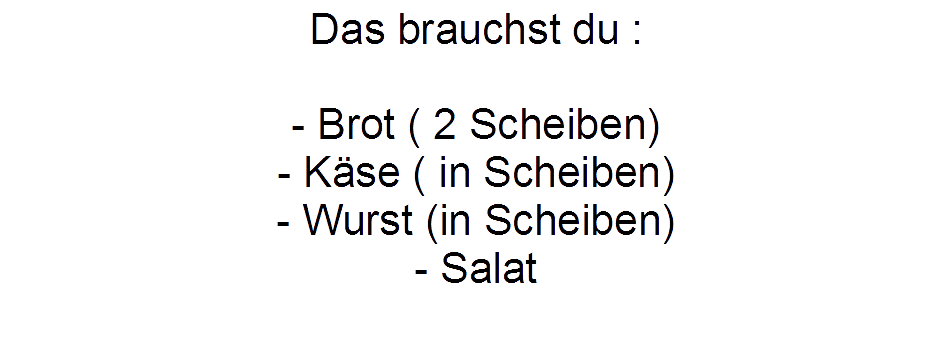 Das brauchst du :
- Brot ( 2 Scheiben)
- Käse ( in Scheiben)
- Wurst (in Scheiben)
- Salat